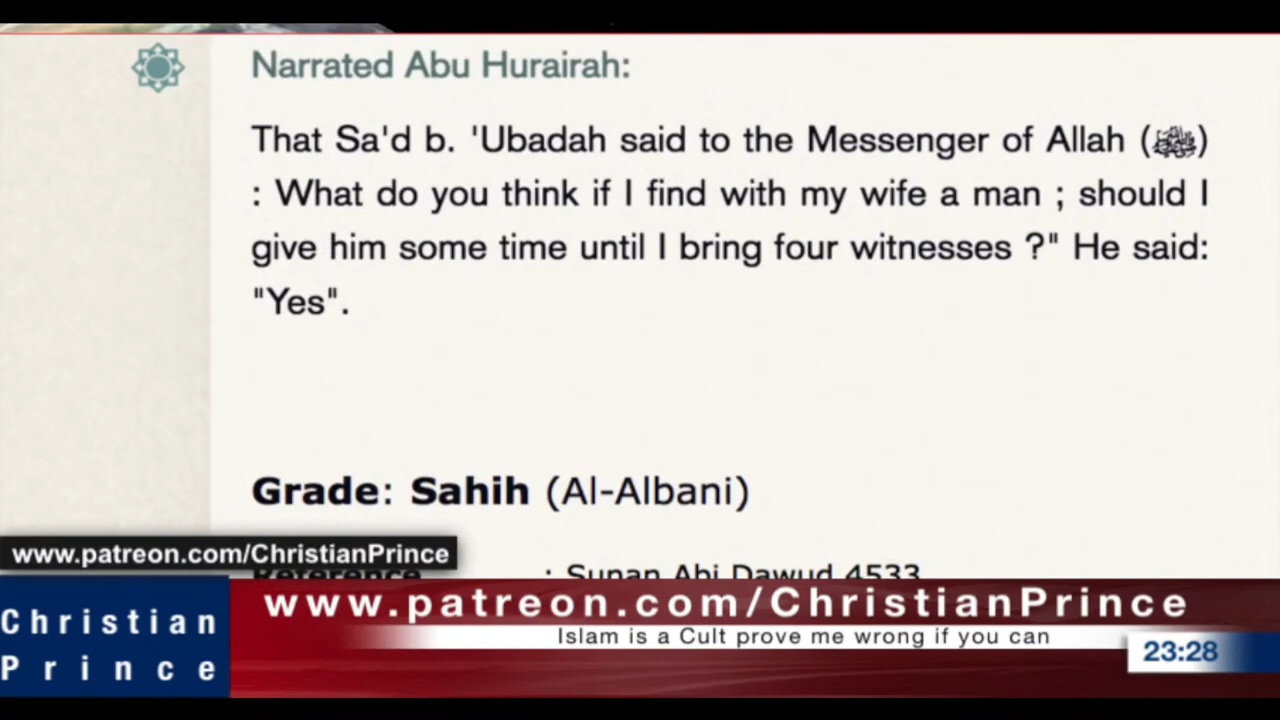 Narrated Abu Hurairah:
That Sa'd b. 'Ubadah said to the Messenger of Allah (ﷺ)
: What do you think if I find with my wife a man ; should I
give him some time until I bring four witnesses ?" He said:
"Yes".
Grade: Sahih (Al-Albani)
www.patreon.com/ChristianPrince
Reference : Sunan Abi Dawud 4533
Christian
Prince
www.patreon.com/ChristianPrince
Islam is a Cult prove me wrong if you can
23:28